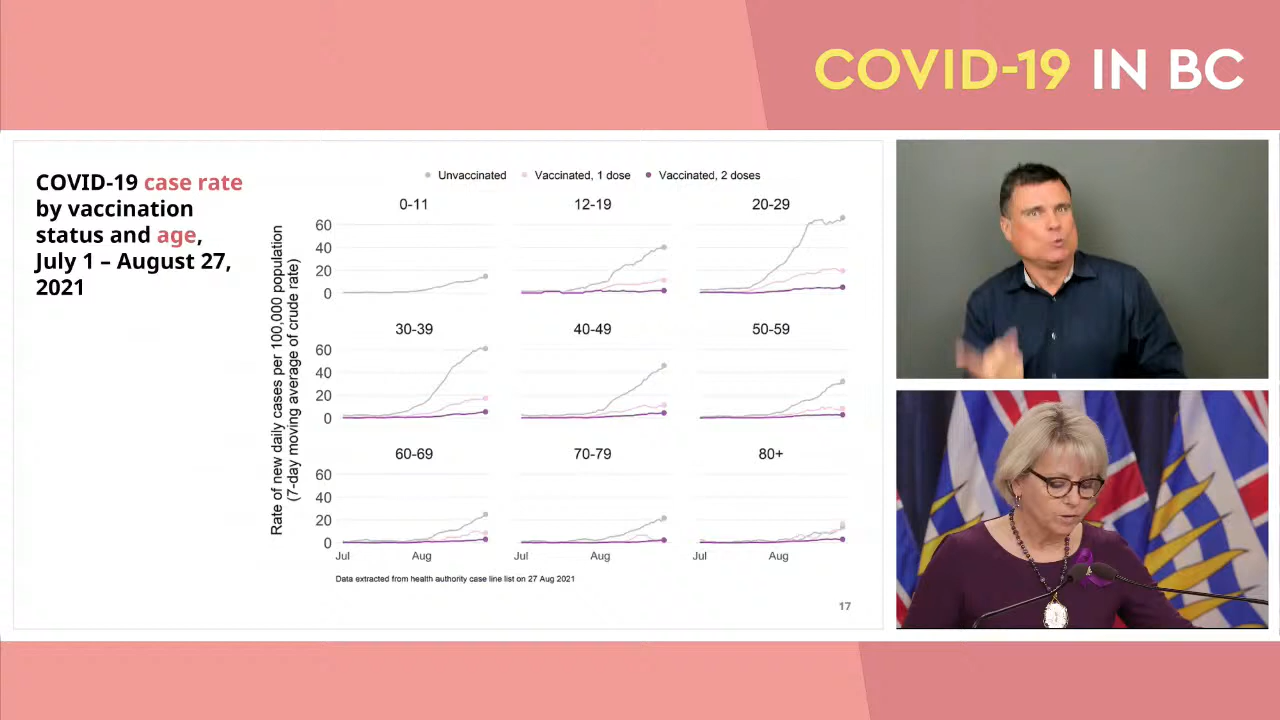 COVID-19 IN BC
COVID-19 case rate
by vaccination
status and age,
July 1 – August 27,
2021
Unvaccinated
Vaccinated, 1 dose
Vaccinated, 2 doses
Rate of new daily cases per 100,000 population
(7-day moving average of crude rate)
0-11
12-19
20-29
60
40
20
0
30-39
40-49
50-59
60
40
20
0
60-69
70-79
80+
60
40
20
0
Jul
Aug
Jul
Aug
Jul
Aug
Data extracted from health authority case line list on 27 Aug 2021
17